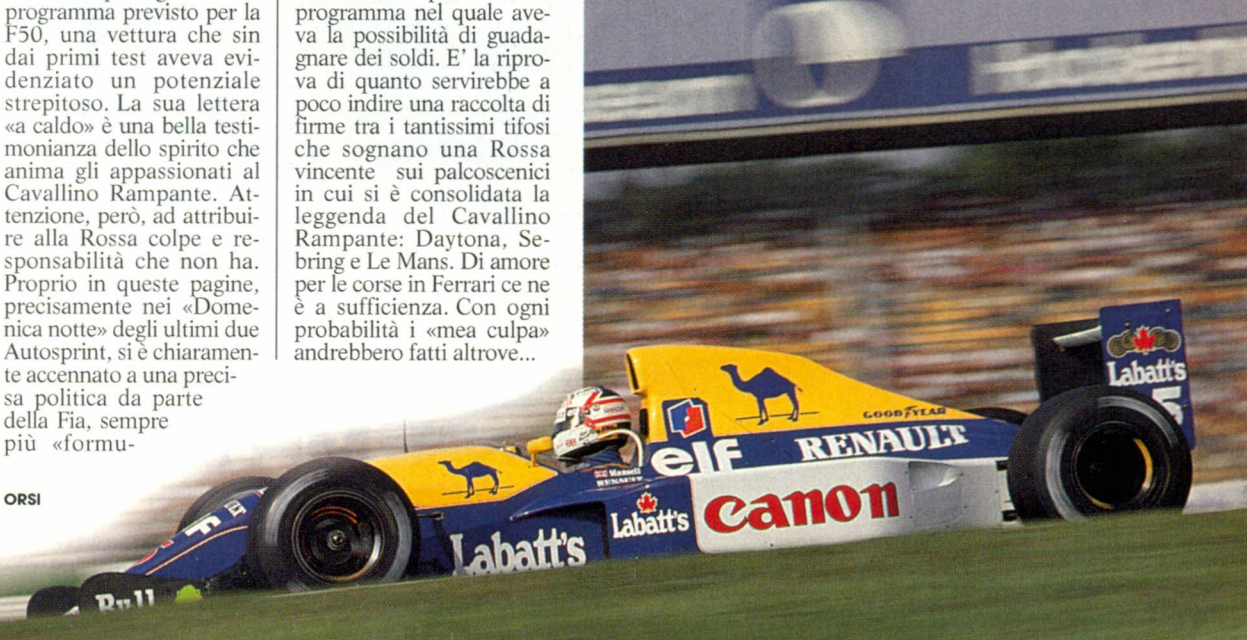 programma previsto per la
F50, una vettura che sin
dai primi test aveva evi-
denziato un potenziale
strepitoso. La sua lettera
«a caldo» è una bella testi-
monianza dello spirito che
anima gli appassionati al
Cavallino Rampante. At-
tenzione, però, ad attribui-
re alla Rossa colpe e re-
sponsabilità che non ha.
Proprio in queste pagine,
precisamente nei «Dome-
nica notte» degli ultimi due
Autosprint, si è chiaramen-
te accennato a una preci-
sa politica da parte
della Fia, sempre
più «formu-
ORSI
programma nel quale ave-
va la possibilità di guada-
gnare dei soldi. E' la ripro-
va di quanto servirebbe a
poco indire una raccolta di
firme tra i tantissimi tifosi
che sognano una Rossa
vincente sui palcoscenici
in cui si è consolidata la
leggenda del Cavallino
Rampante: Daytona, Se-
bring e Le Mans. Di amore
per le corse in Ferrari ce ne
è a sufficienza. Con ogni
probabilità i «mea culpa»
andrebbero fatti altrove...
Labatt's
5
GOODYEAR
elf
RENAULT
Mansell
RENAULT
Labatt's
canon
Labatt's
Bull